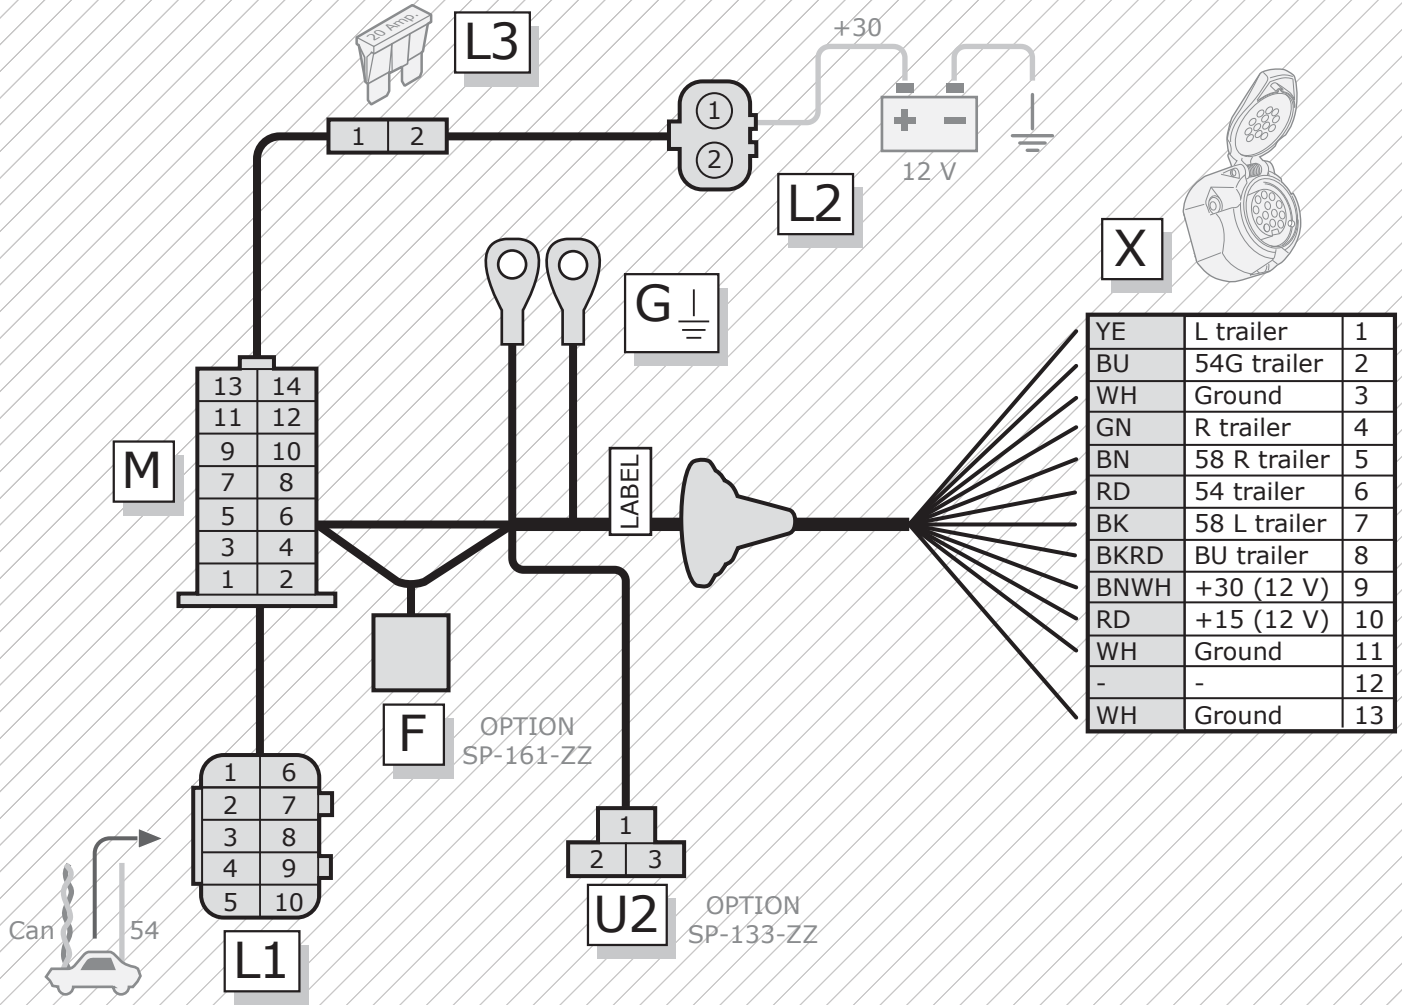 20 Amp.
L3
+30
1 2
1
2
L2
+ −
12 V
X
G
13 14
11 12
9 10
7 8
5 6
3 4
1 2
M
LABEL
YE L trailer 1
BU 54G trailer 2
WH Ground 3
GN R trailer 4
BN 58 R trailer 5
RD 54 trailer 6
BK 58 L trailer 7
BKRD BU trailer 8
BNWH +30 (12 V) 9
RD +15 (12 V) 10
WH Ground 11
- - 12
WH Ground 13
F
OPTION
SP-161-ZZ
1 6
2 7
3 8
4 9
5 10
L1
Can
54
1
2 3
U2
OPTION
SP-133-ZZ